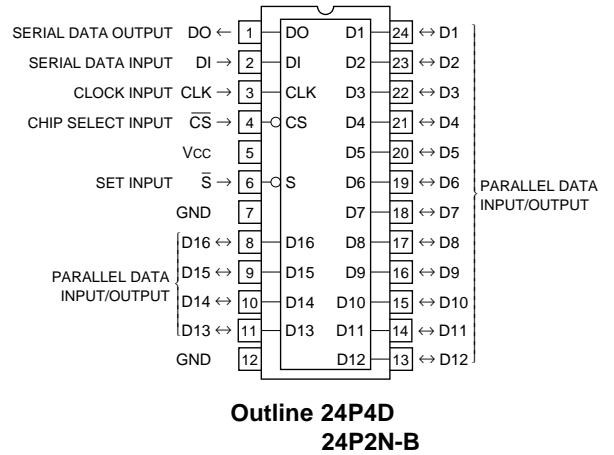 SERIAL DATA OUTPUT DO ← 1 DO D1 24 ↔ D1
SERIAL DATA INPUT DI → 2 DI D2 23 ↔ D2
CLOCK INPUT CLK → 3 CLK D3 22 ↔ D3
CHIP SELECT INPUT C̅S̅ → 4 CS D4 21 ↔ D4
Vcc 5 D5 20 ↔ D5
SET INPUT S̅ → 6 S D6 19 ↔ D6
GND 7 D7 18 ↔ D7
D16 ↔ 8 D16 D8 17 ↔ D8
D15 ↔ 9 D15 D9 16 ↔ D9
D14 ↔ 10 D14 D10 15 ↔ D10
D13 ↔ 11 D13 D11 14 ↔ D11
GND 12 D12 13 ↔ D12
PARALLEL DATA
INPUT/OUTPUT
PARALLEL DATA
INPUT/OUTPUT
Outline 24P4D
24P2N-B